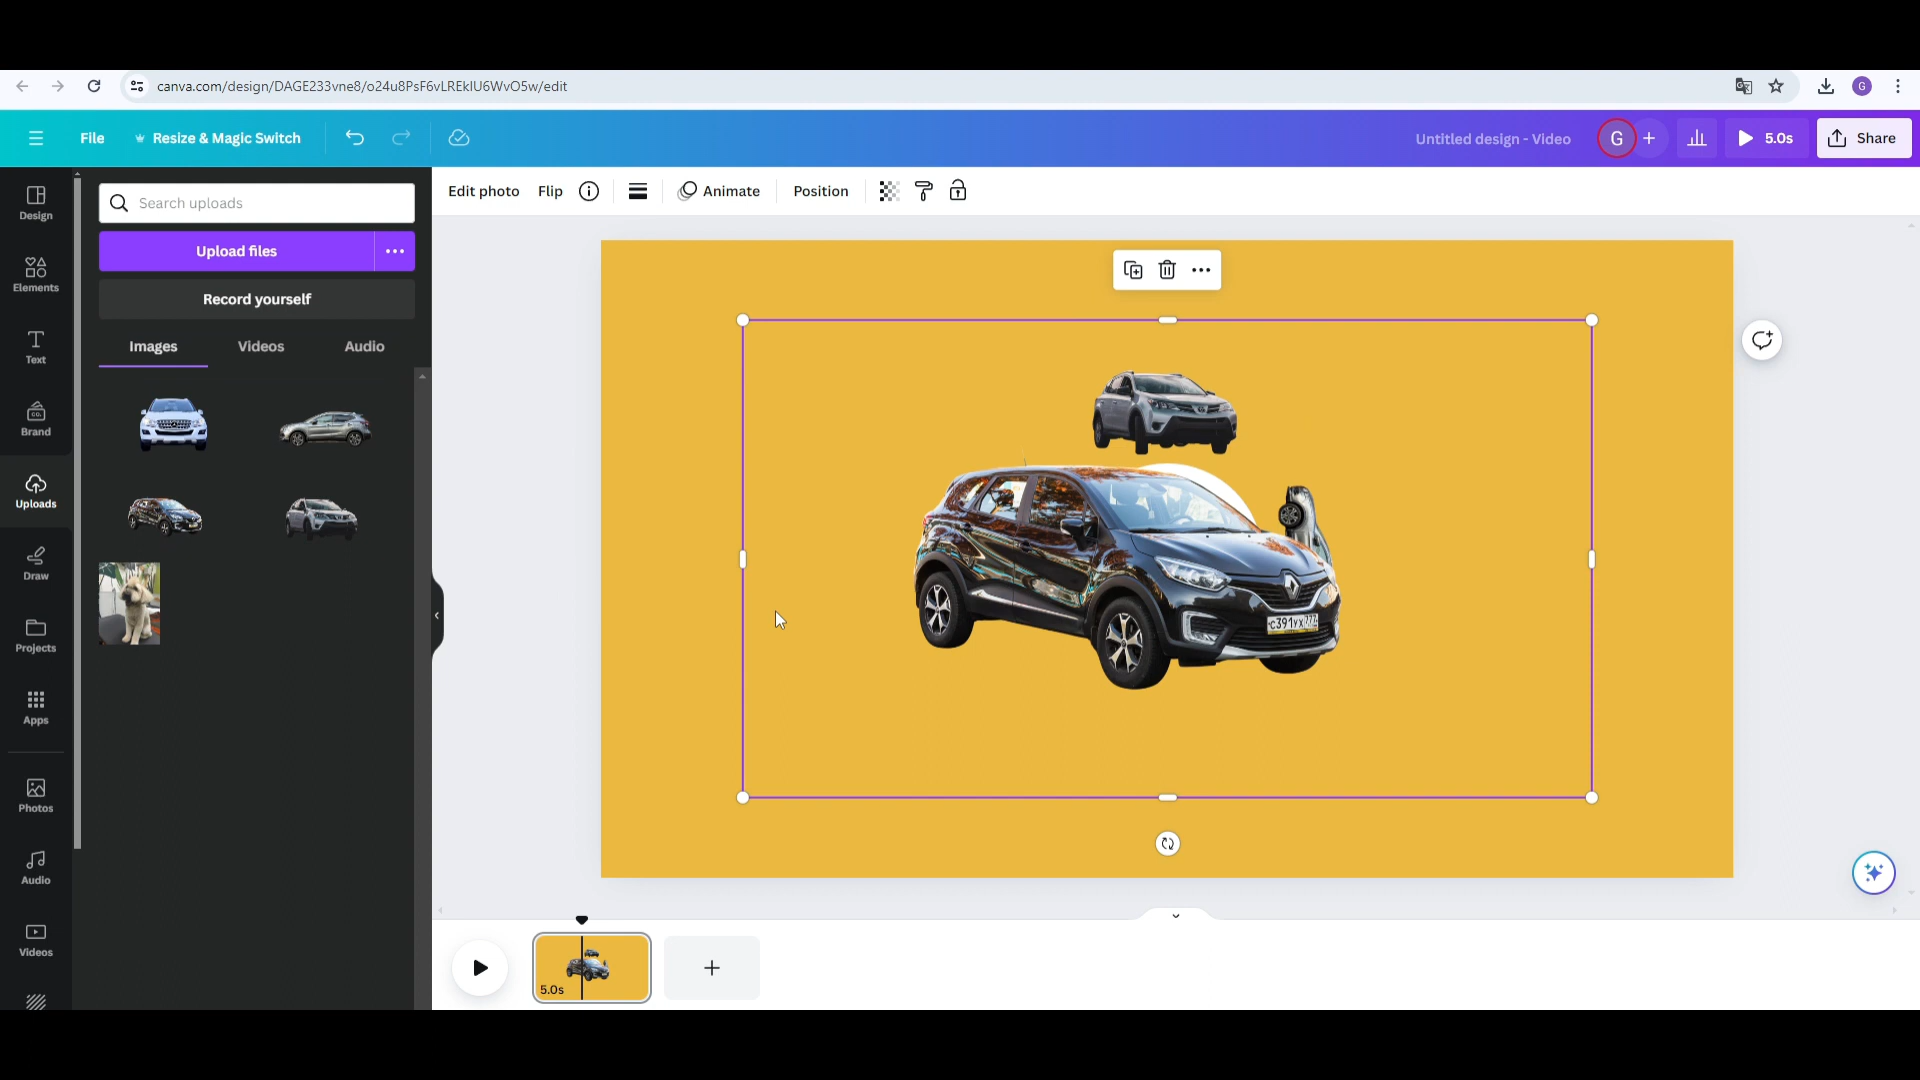 canva.com/design/DAGE233vne8/o24u8PsF6vLREklU6WvO5w/edit
G
File
Resize & Magic Switch
Untitled design - Video
G
5.0s
Share
Design
Elements
Text
Brand
Uploads
Draw
Projects
Apps
Photos
Audio
Videos
Search uploads
Upload files
Record yourself
Images
Videos
Audio
Edit photo
Flip
Animate
Position
CO.
c391yx777
5.0s